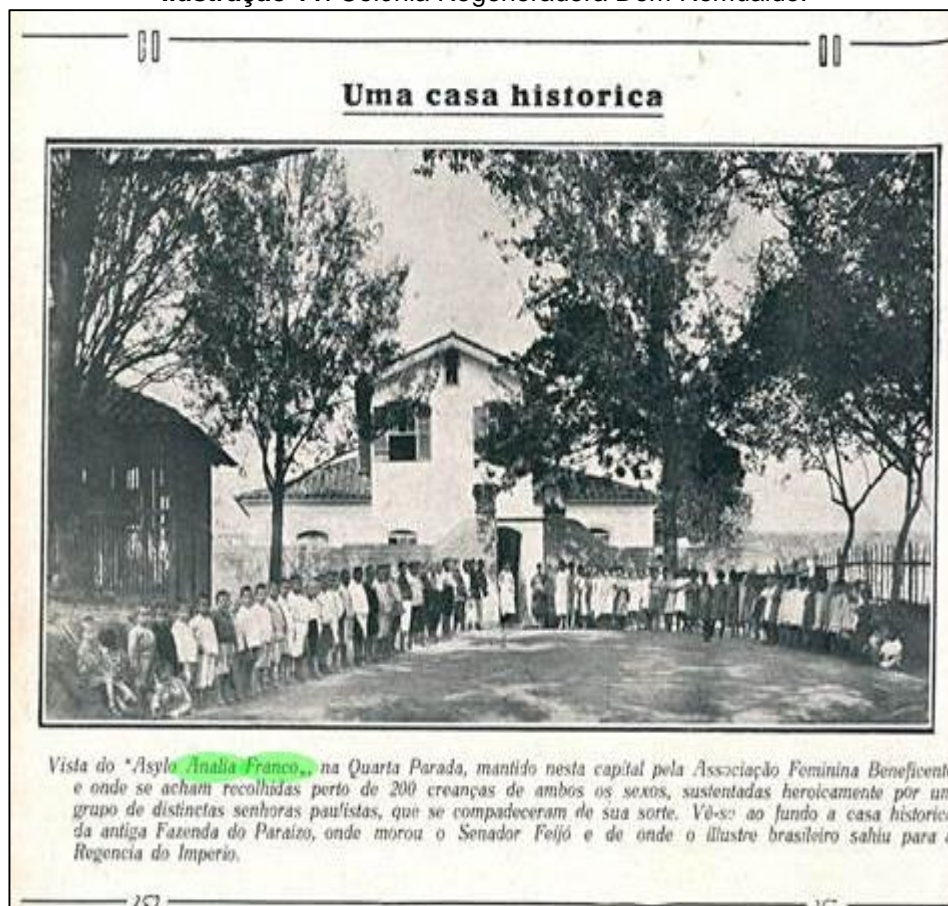 Uma casa historica
Vista do "Asylo Analia Franco„, na Quarta Parada, mantido nesta capital pela Associação Feminina Beneficente
e onde se acham recolhidas perto de 200 creanças de ambos os sexos, sustentadas heroicamente por um
grupo de distinctas senhoras paulistas, que se compadeceram de sua sorte. Vê-se ao fundo a casa historica
da antiga Fazenda do Paraizo, onde morou o Senador Feijó e de onde o illustre brasileiro sahiu para a
Regencia do Imperio.